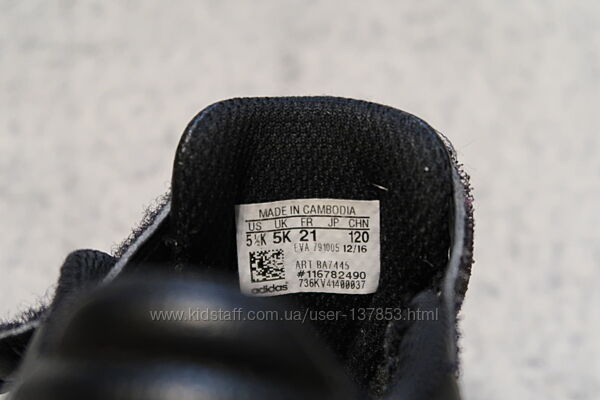 MADE IN CAMBODIA
US UK FR JP CHN
5½K 5K 21 120
EVA 791005 12/16
ART BA7445
#116782490
adidas 736KV41400037
www.kidstaff.com.ua/user-137853.html